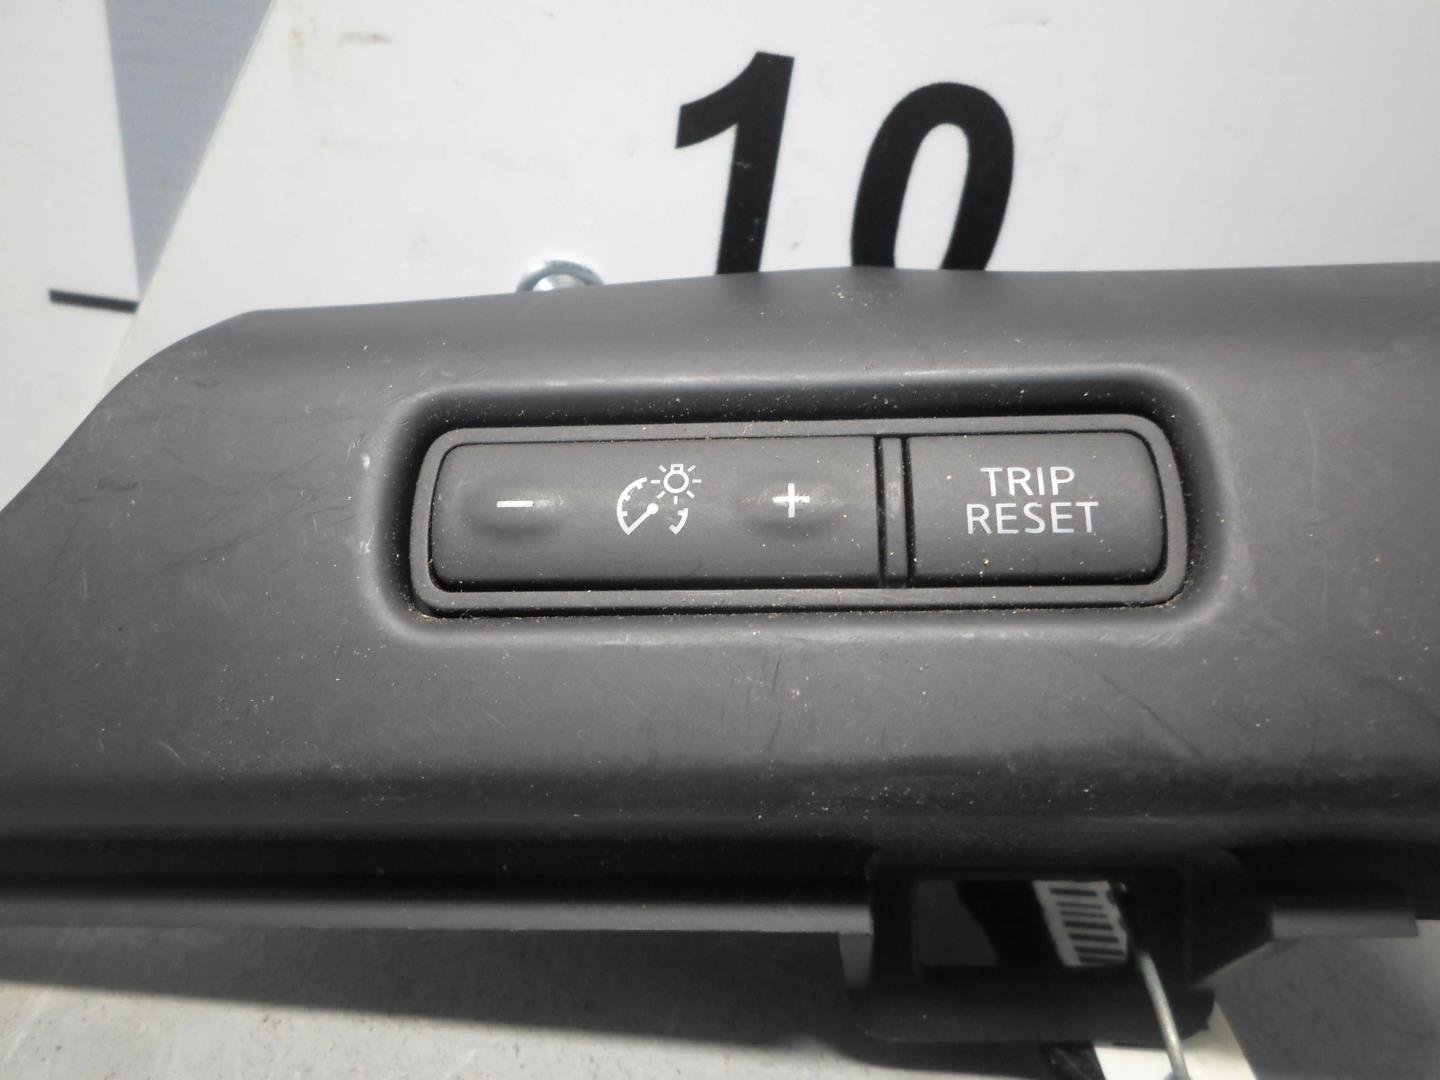 10
− +
TRIP
RESET